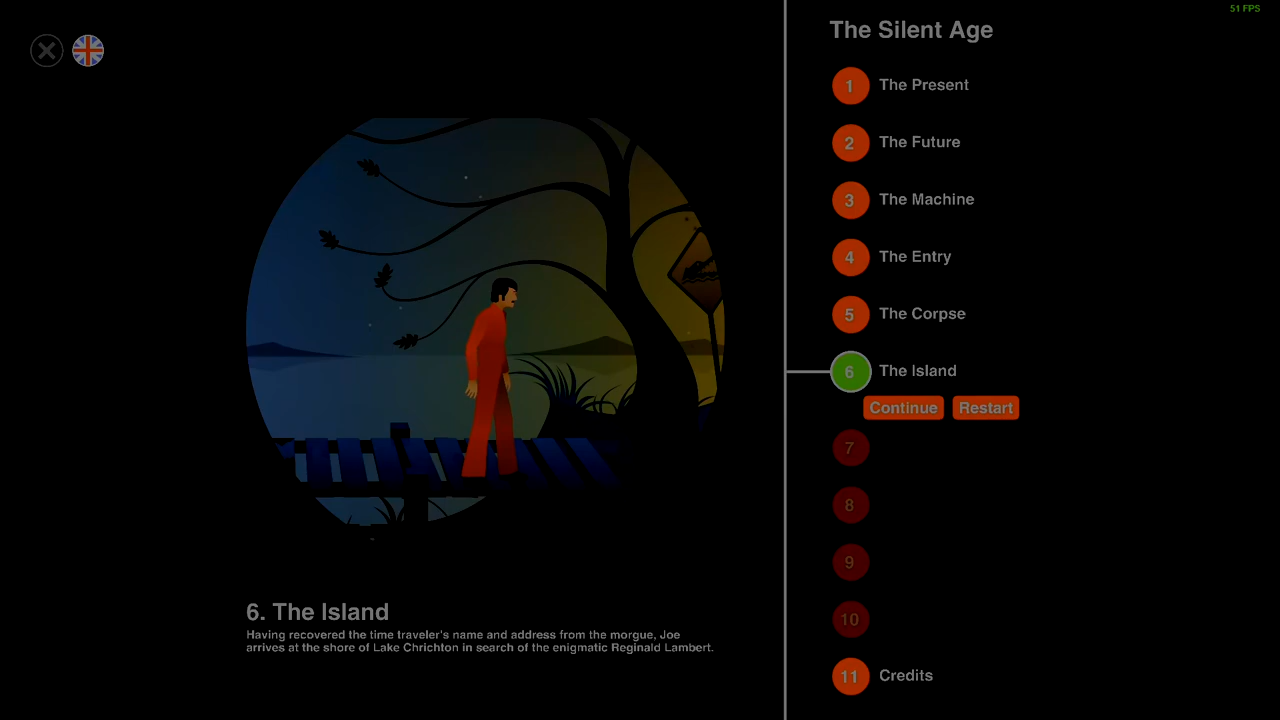 51 FPS
The Silent Age
1 The Present
2 The Future
3 The Machine
4 The Entry
5 The Corpse
6 The Island
Continue Restart
7
8
9
10
11 Credits
6. The Island
Having recovered the time traveler's name and address from the morgue, Joe
arrives at the shore of Lake Chrichton in search of the enigmatic Reginald Lambert.